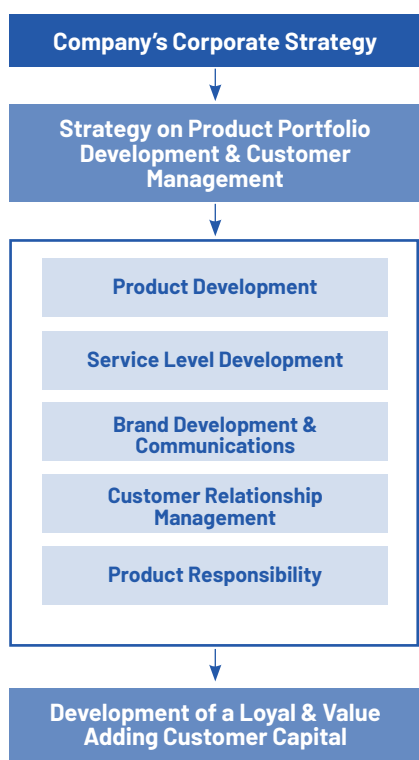 Company’s Corporate Strategy
Strategy on Product Portfolio
Development & Customer
Management
Product Development
Service Level Development
Brand Development &
Communications
Customer Relationship
Management
Product Responsibility
Development of a Loyal & Value
Adding Customer Capital